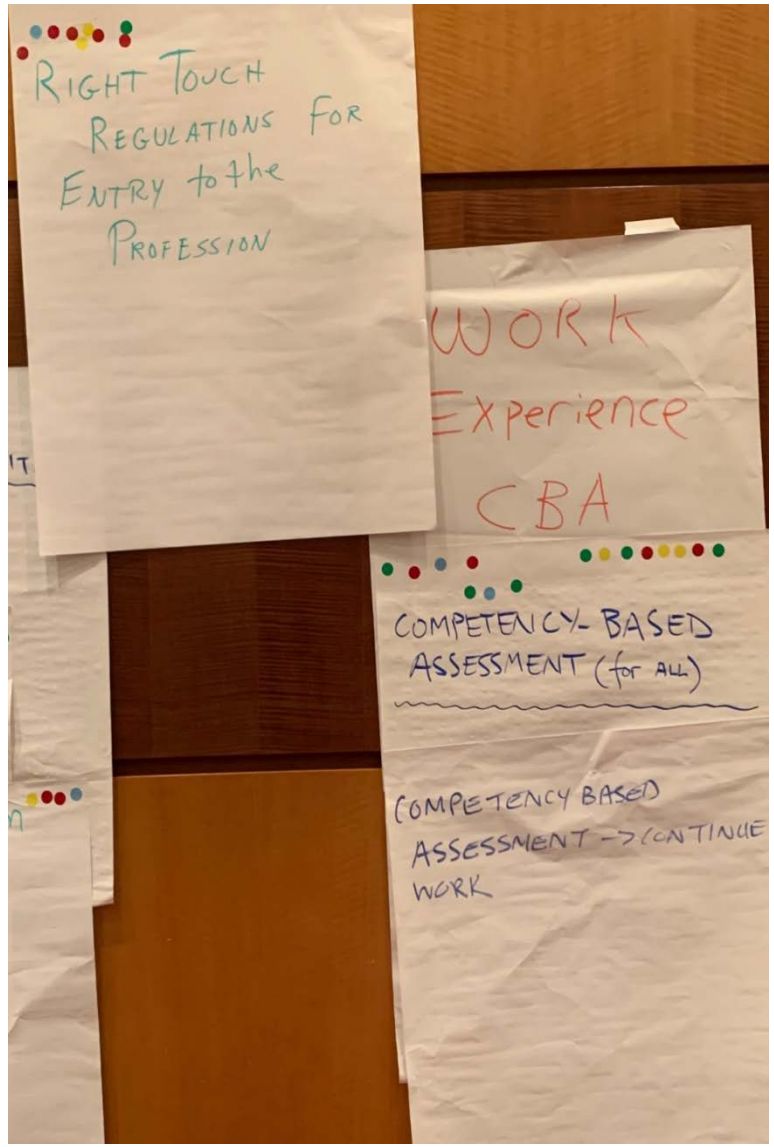 RIGHT TOUCH
REGULATIONS FOR
ENTRY to the
PROFESSION
WORK
Experience
CBA
IT
COMPETENCY-BASED
ASSESSMENT (for ALL)
COMPETENCY BASED
ASSESSMENT -> CONTINUE
WORK
n